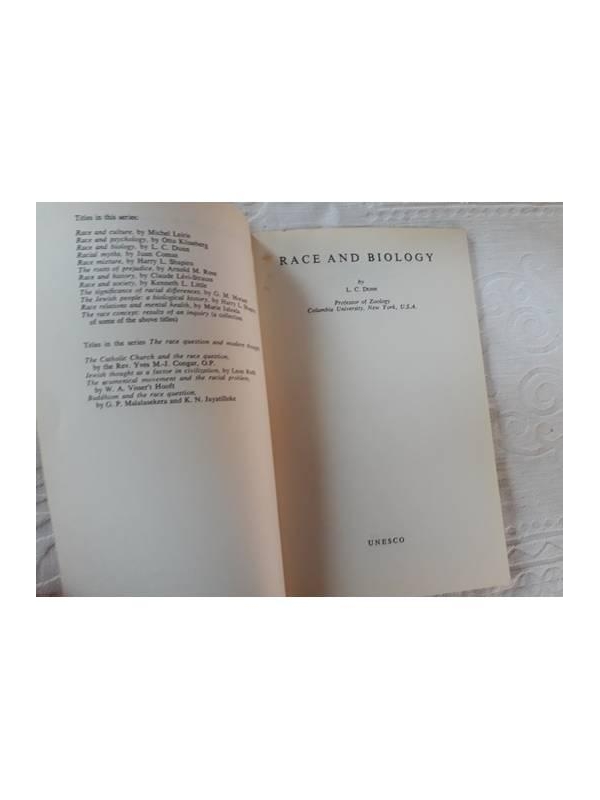 Titles in this series:
Race and culture, by Michel Leiris
Race and psychology, by Otto Klineberg
Race and biology, by L. C. Dunn
Racial myths, by Juan Comas
Race mixture, by Harry L. Shapiro
The roots of prejudice, by Arnold M. Rose
Race and history, by Claude Lévi-Strauss
Race and society, by Kenneth L. Little
The significance of racial differences, by G. M. Morant
The Jewish people: a biological history, by Harry L. Shapiro
Race relations and mental health, by Marie Jahoda
The race concept: results of an inquiry (a collection
of some of the above titles)
Titles in the series The race question and modern thought
The Catholic Church and the race question,
by the Rev. Yves M.-J. Congar, O.P.
Jewish thought as a factor in civilization, by Leon Roth
The ecumenical movement and the racial problem,
by W. A. Visser't Hooft
Buddhism and the race question,
by G. P. Malalasekera and K. N. Jayatilleke
RACE AND BIOLOGY
by
L. C. Dunn
Professor of Zoology
Columbia University, New York, U.S.A.
UNESCO